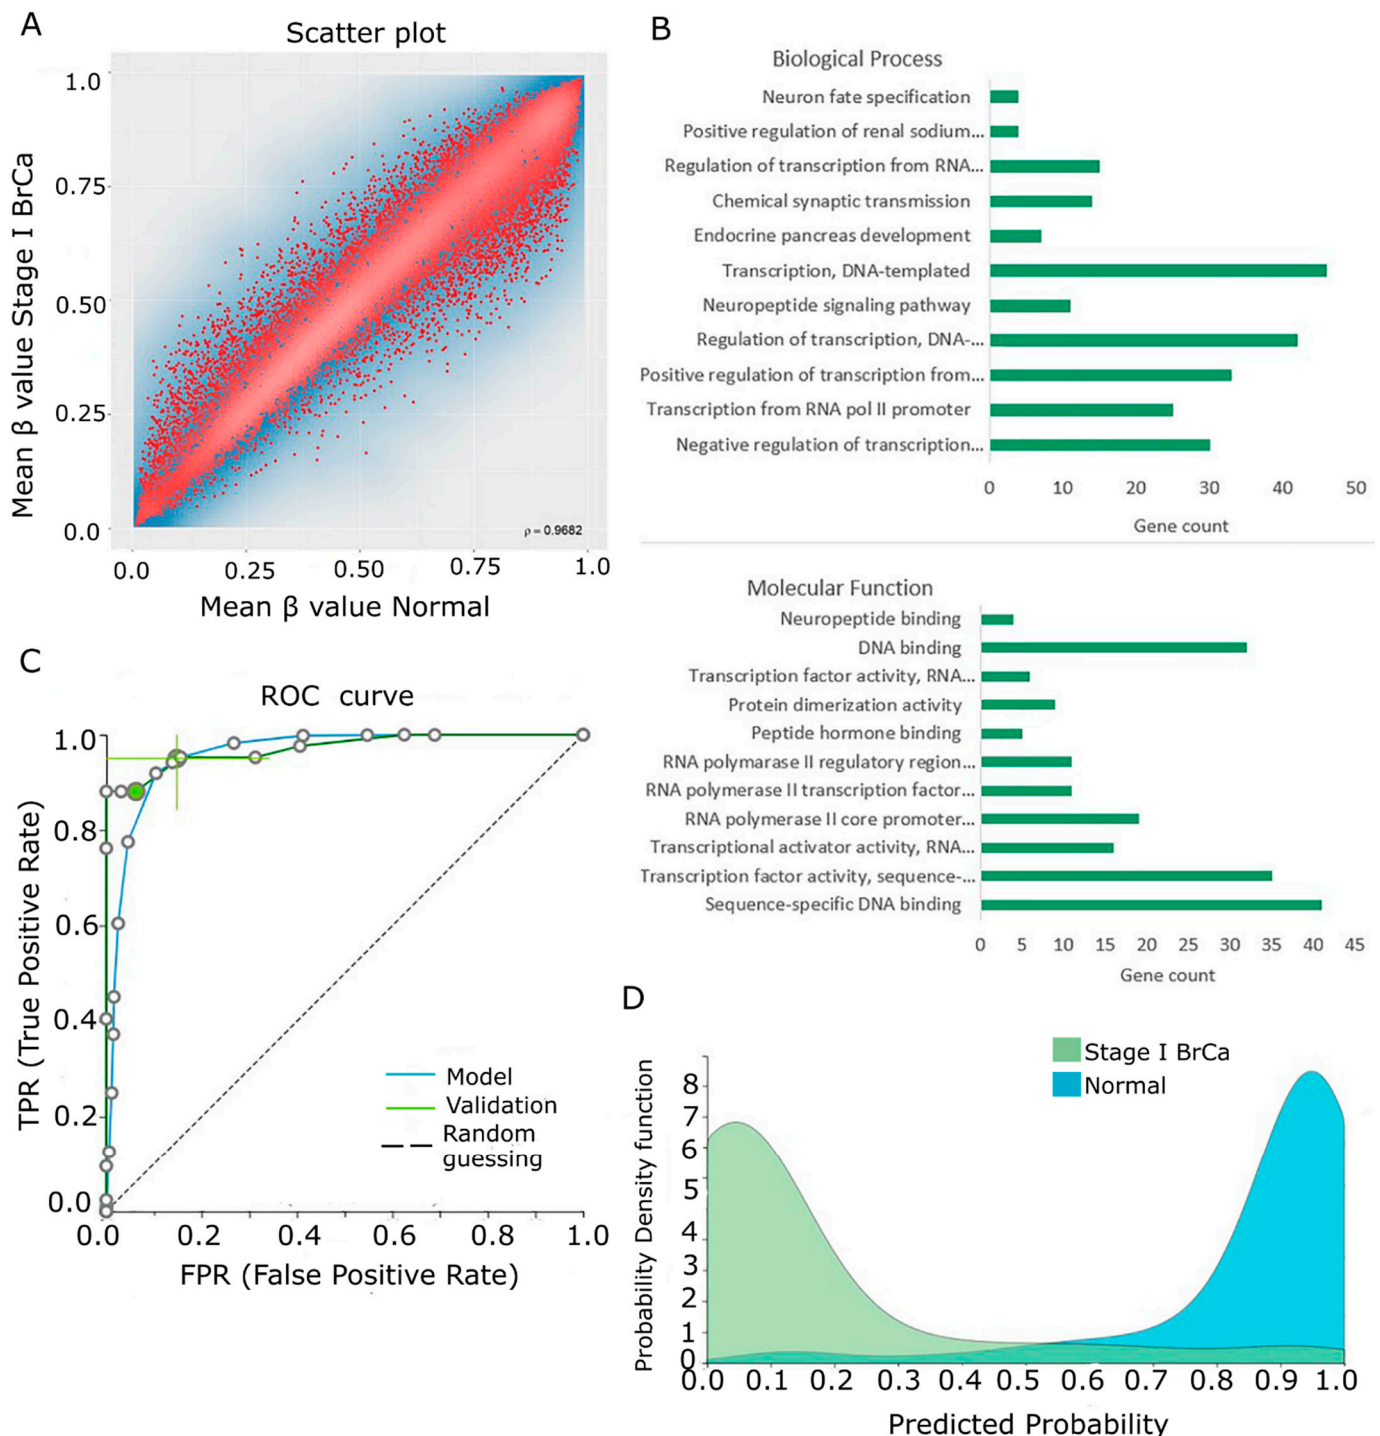 A
Scatter plot
Mean β value Stage I BrCa
1.0
0.75
0.50
0.25
0.0
ρ = 0.9682
0.0 0.25 0.50 0.75 1.0
Mean β value Normal
B
Biological Process
Neuron fate specification
Positive regulation of renal sodium...
Regulation of transcription from RNA...
Chemical synaptic transmission
Endocrine pancreas development
Transcription, DNA-templated
Neuropeptide signaling pathway
Regulation of transcription, DNA-...
Positive regulation of transcription from...
Transcription from RNA pol II promoter
Negative regulation of transcription...
0 10 20 30 40 50
Gene count
Molecular Function
Neuropeptide binding
DNA binding
Transcription factor activity, RNA...
Protein dimerization activity
Peptide hormone binding
RNA polymarase II regulatory region...
RNA polymerase II transcription factor...
RNA polymerase II core promoter...
Transcriptional activator activity, RNA...
Transcription factor activity, sequence-...
Sequence-specific DNA binding
0 5 10 15 20 25 30 35 40 45
Gene count
C
ROC curve
TPR (True Positive Rate)
1.0
0.8
0.6
0.4
0.2
0.0
Model
Validation
Random
guessing
0.0 0.2 0.4 0.6 0.8 1.0
FPR (False Positive Rate)
D
Stage I BrCa
Normal
Probability Density function
8
7
6
5
4
3
2
1
0
0.0 0.1 0.2 0.3 0.4 0.5 0.6 0.7 0.8 0.9 1.0
Predicted Probability